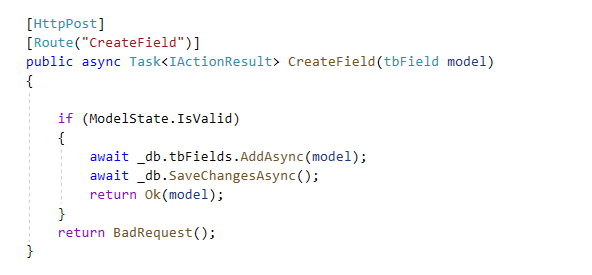 [HttpPost]
[Route("CreateField")]
public async Task<IActionResult> CreateField(tbField model)
{
if (ModelState.IsValid)
{
await _db.tbFields.AddAsync(model);
await _db.SaveChangesAsync();
return Ok(model);
}
return BadRequest();
}